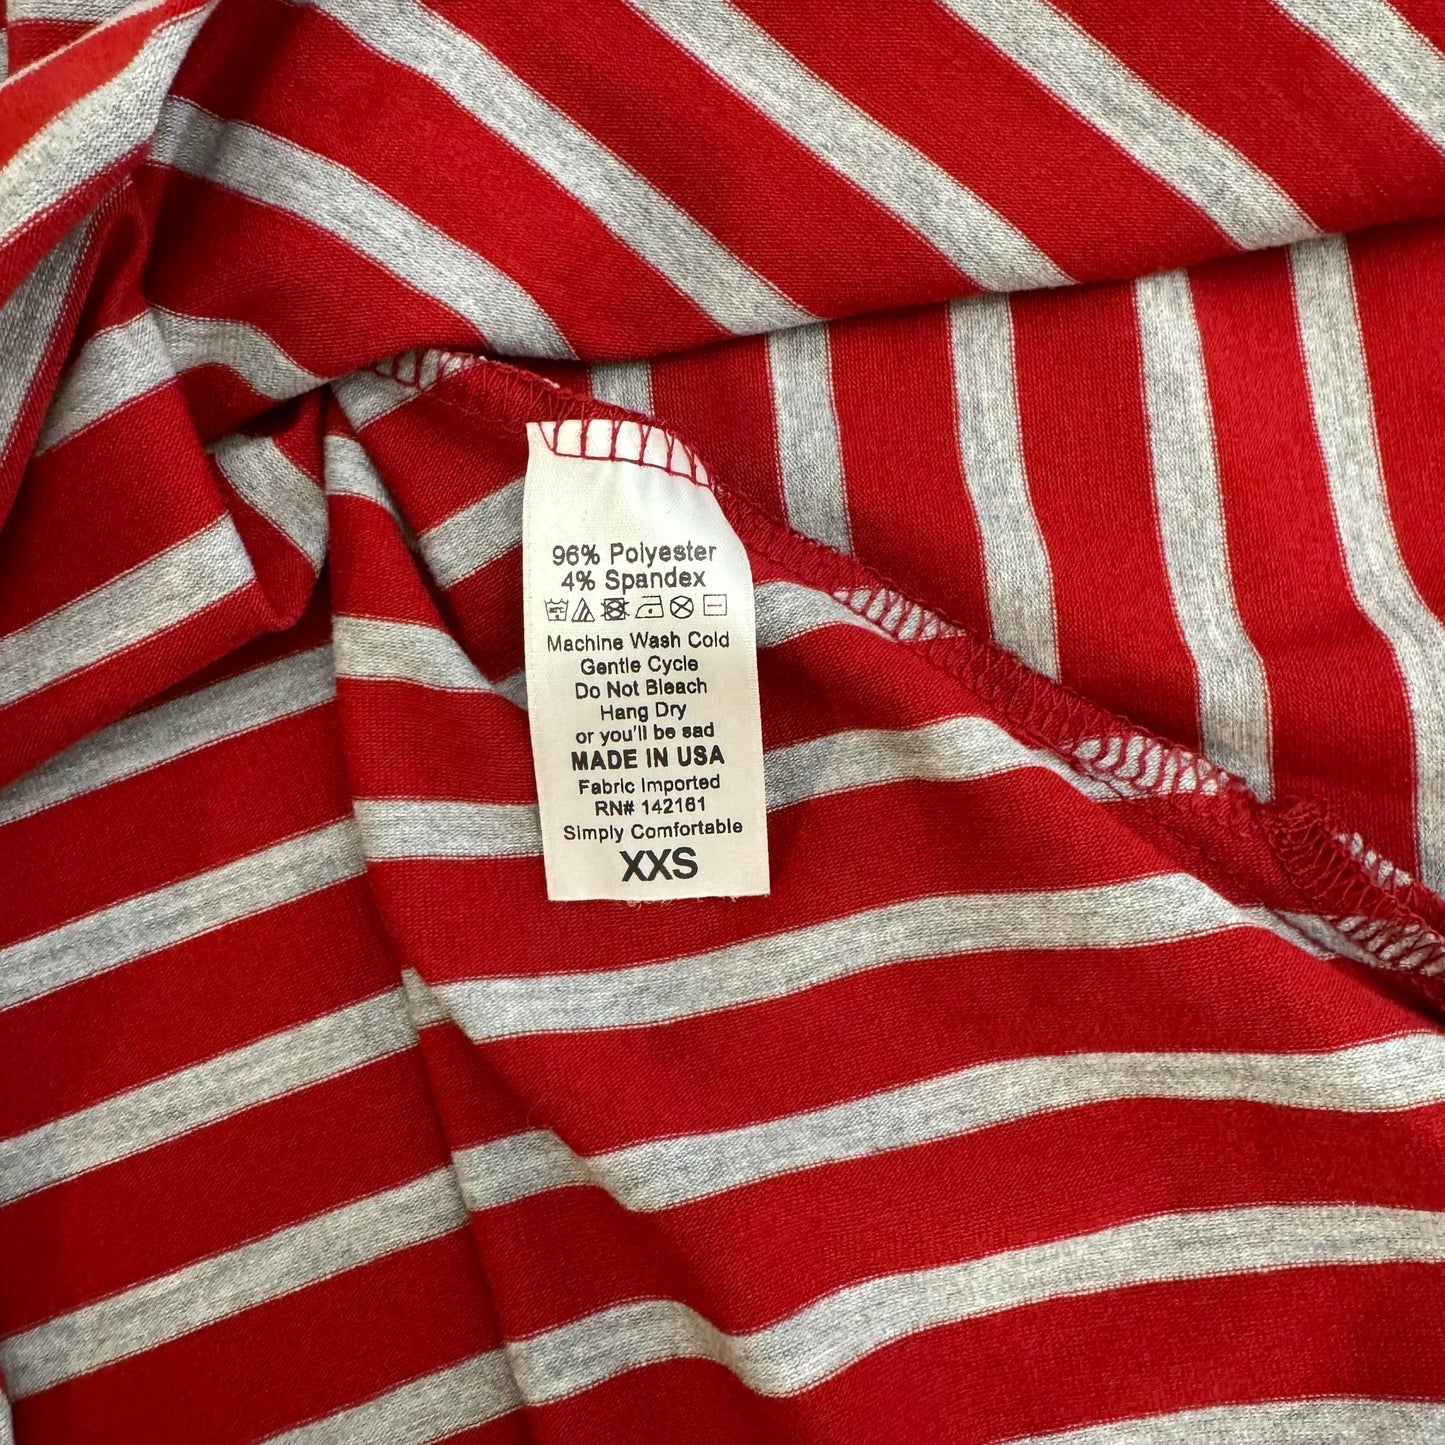 96% Polyester
4% Spandex
Machine Wash Cold
Gentle Cycle
Do Not Bleach
Hang Dry
or you'll be sad
MADE IN USA
Fabric Imported
RN# 142161
Simply Comfortable
XXS